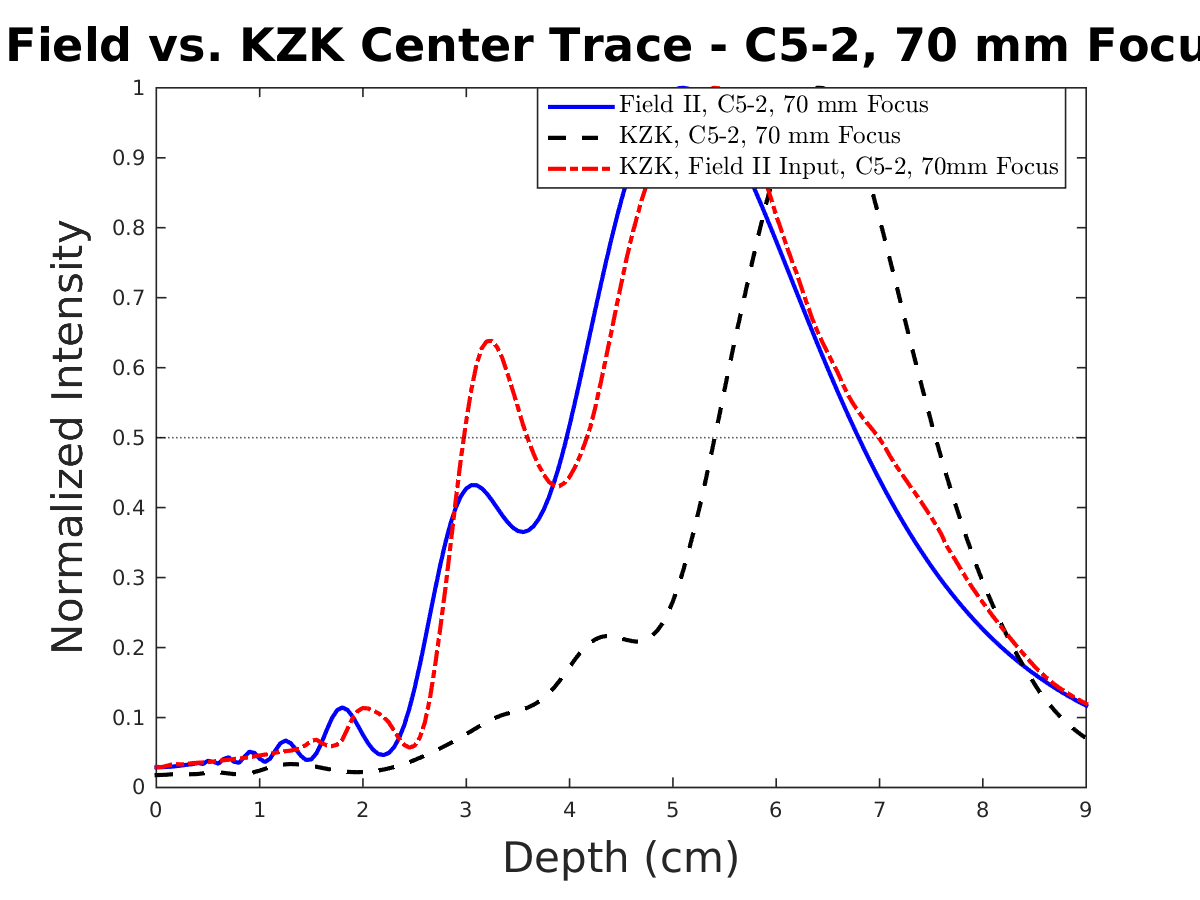 Field vs. KZK Center Trace - C5-2, 70 mm Focu
1
0.9
0.8
0.7
0.6
0.5
0.4
0.3
0.2
0.1
0
Normalized Intensity
Field II, C5-2, 70 mm Focus
KZK, C5-2, 70 mm Focus
KZK, Field II Input, C5-2, 70mm Focus
0 1 2 3 4 5 6 7 8 9
Depth (cm)